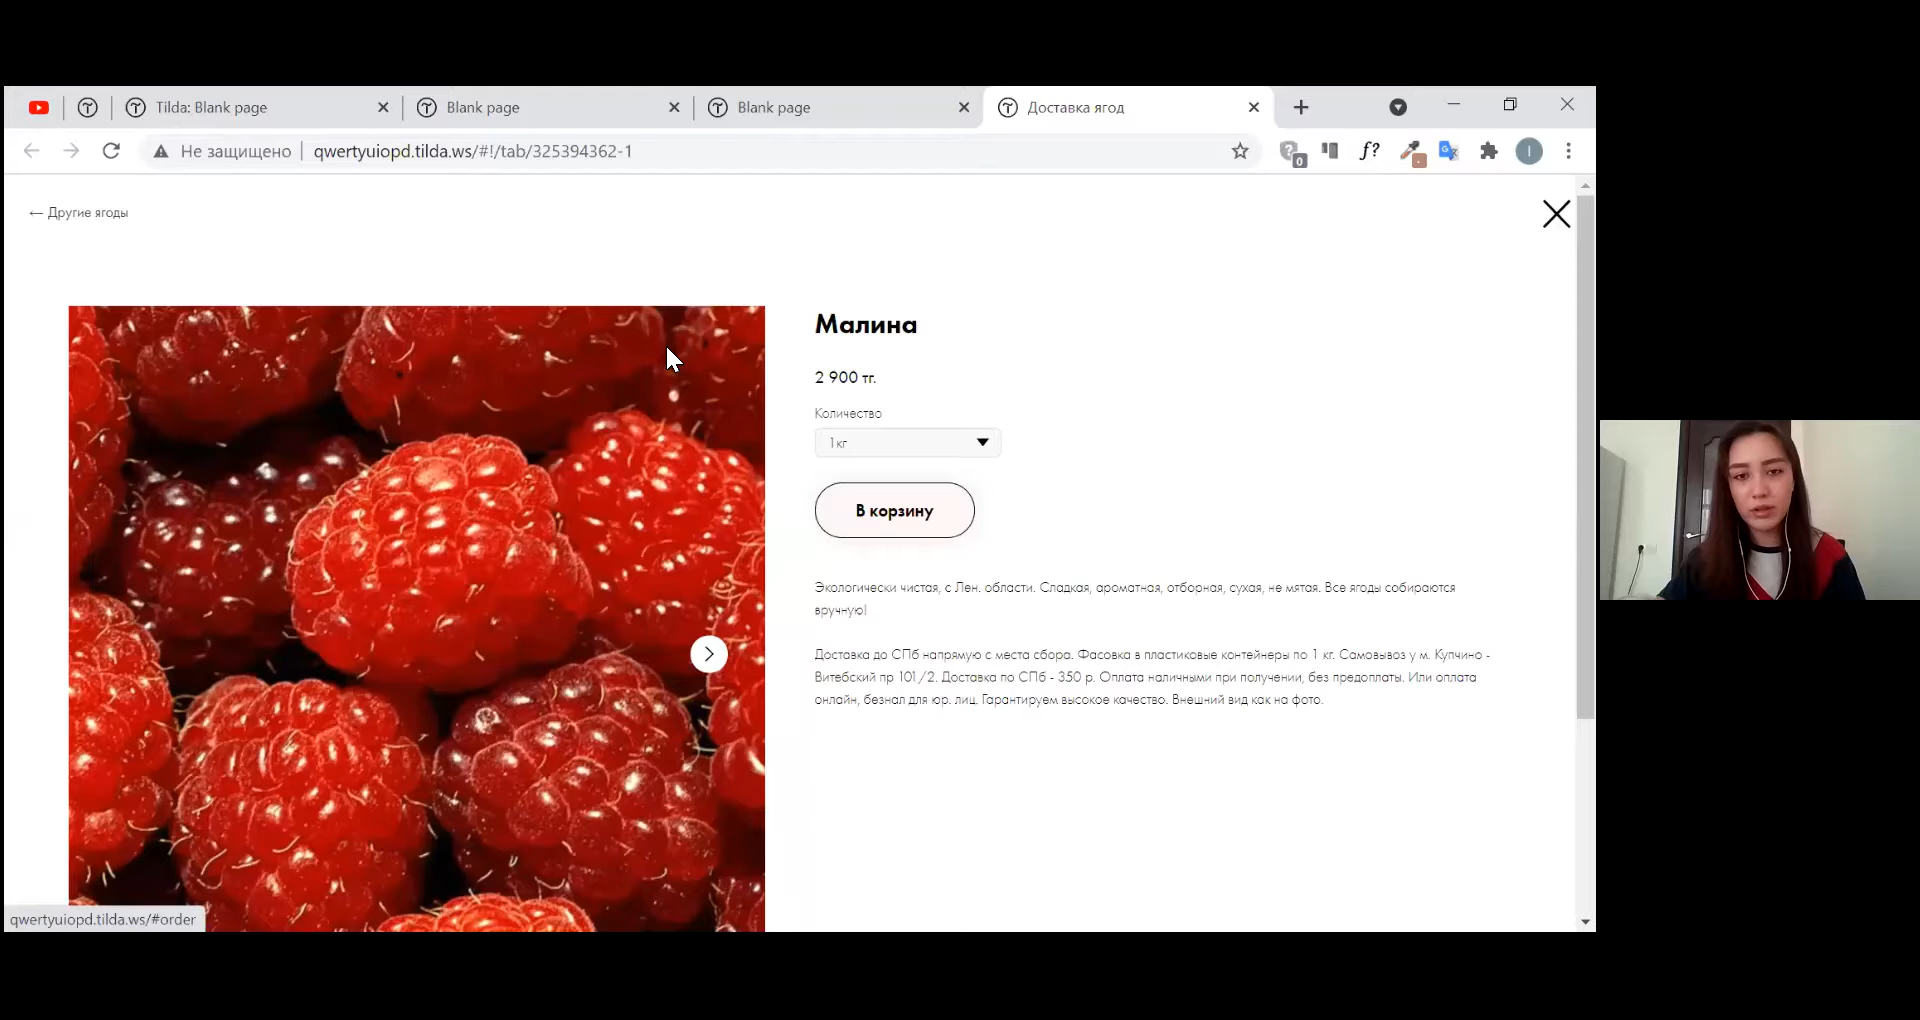 Tilda: Blank page
Blank page
Blank page
Доставка ягод
Не защищено
qwertyuiopd.tilda.ws/#!/tab/325394362-1
0
f?
I
← Другие ягоды
Малина
2 900 тг.
Количество
1кг
В корзину
Экологически чистая, с Лен. области. Сладкая, ароматная, отборная, сухая, не мятая. Все ягоды собираются
вручную!
Доставка до СПб напрямую с места сбора. Фасовка в пластиковые контейнеры по 1 кг. Самовывоз у м. Купчино -
Витебский пр 101/2. Доставка по СПб - 350 р. Оплата наличными при получении, без предоплаты. Или оплата
онлайн, безнал для юр. лиц. Гарантируем высокое качество. Внешний вид как на фото.
qwertyuiopd.tilda.ws/#order